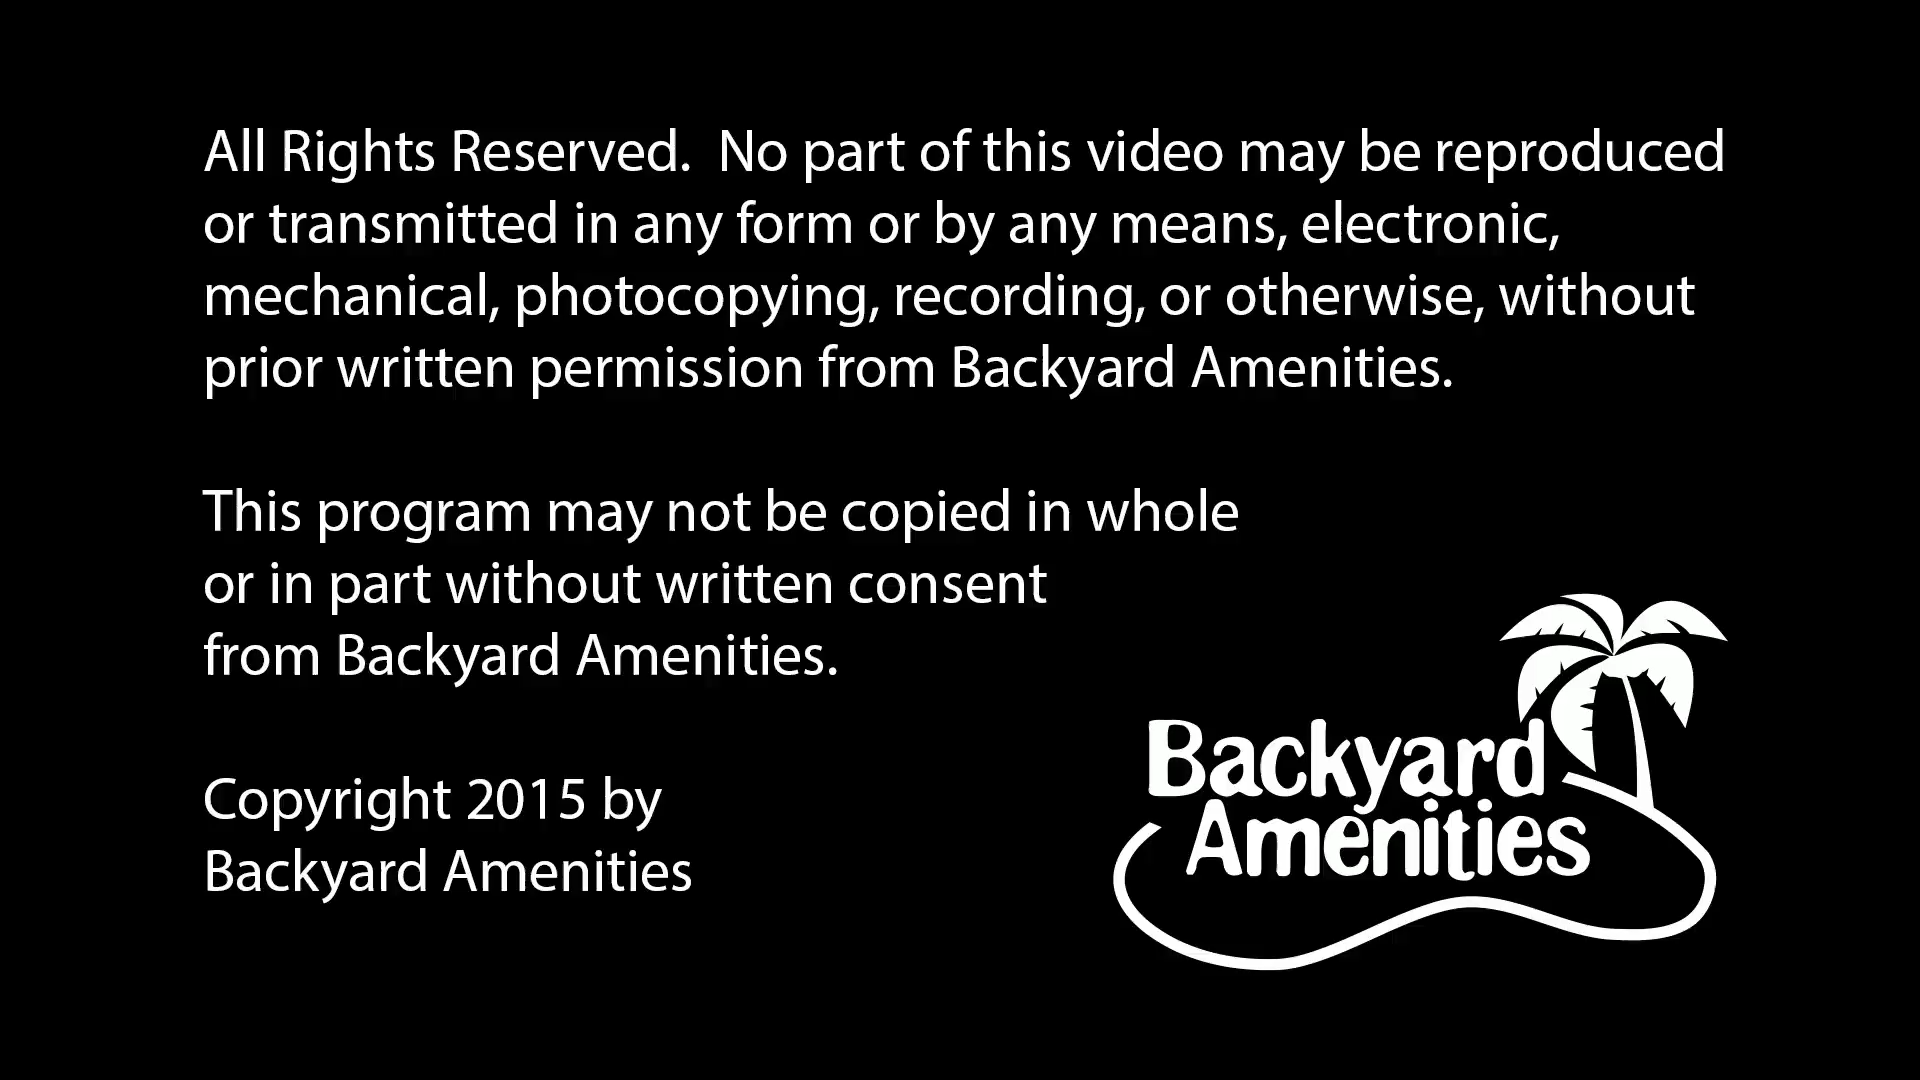 All Rights Reserved.  No part of this video may be reproduced
or transmitted in any form or by any means, electronic,
mechanical, photocopying, recording, or otherwise, without
prior written permission from Backyard Amenities.
This program may not be copied in whole
or in part without written consent
from Backyard Amenities.
Copyright 2015 by
Backyard Amenities
Backyard
Amenities